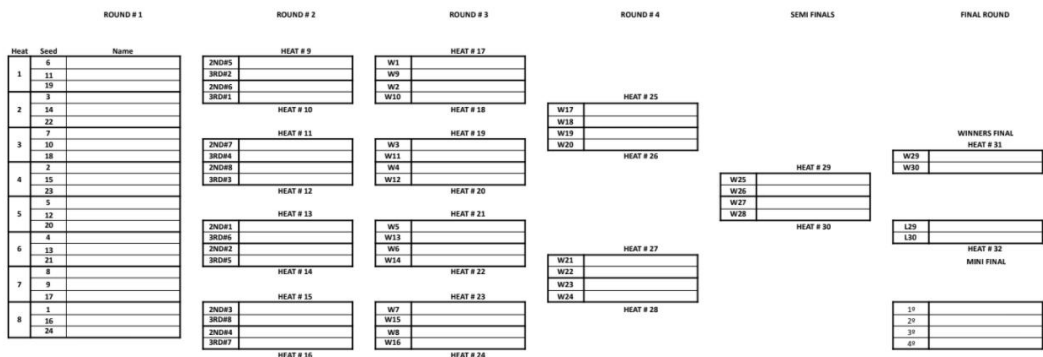 ROUND # 1
ROUND # 2
ROUND # 3
ROUND # 4
SEMI FINALS
FINAL ROUND
Heat Seed Name
1
6
11
19
2
3
14
22
3
7
10
18
4
2
15
23
5
5
12
20
6
4
13
21
7
8
9
17
8
1
16
24
HEAT # 9
2ND#5
3RD#2
2ND#6
3RD#1
HEAT # 10
HEAT # 11
2ND#7
3RD#4
2ND#8
3RD#3
HEAT # 12
HEAT # 13
2ND#1
3RD#6
2ND#2
3RD#5
HEAT # 14
HEAT # 15
2ND#3
3RD#8
2ND#4
3RD#7
HEAT # 16
HEAT # 17
W1
W9
W2
W10
HEAT # 18
HEAT # 19
W3
W11
W4
W12
HEAT # 20
HEAT # 21
W5
W13
W6
W14
HEAT # 22
HEAT # 23
W7
W15
W8
W16
HEAT # 24
HEAT # 25
W17
W18
W19
W20
HEAT # 26
HEAT # 27
W21
W22
W23
W24
HEAT # 28
HEAT # 29
W25
W26
W27
W28
HEAT # 30
WINNERS FINAL
HEAT # 31
W29
W30
L29
L30
HEAT # 32
MINI FINAL
1º
2º
3º
4º